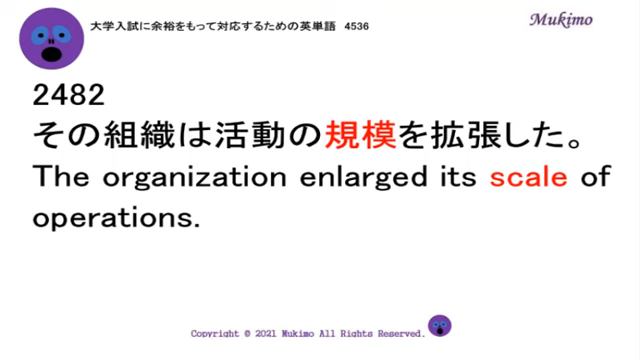 大学入試に余裕をもって対応するための英単語 4536
Mukimo
2482
その組織は活動の規模を拡張した。
The organization enlarged its scale of
operations.
Copyright © 2021 Mukimo All Rights Reserved.